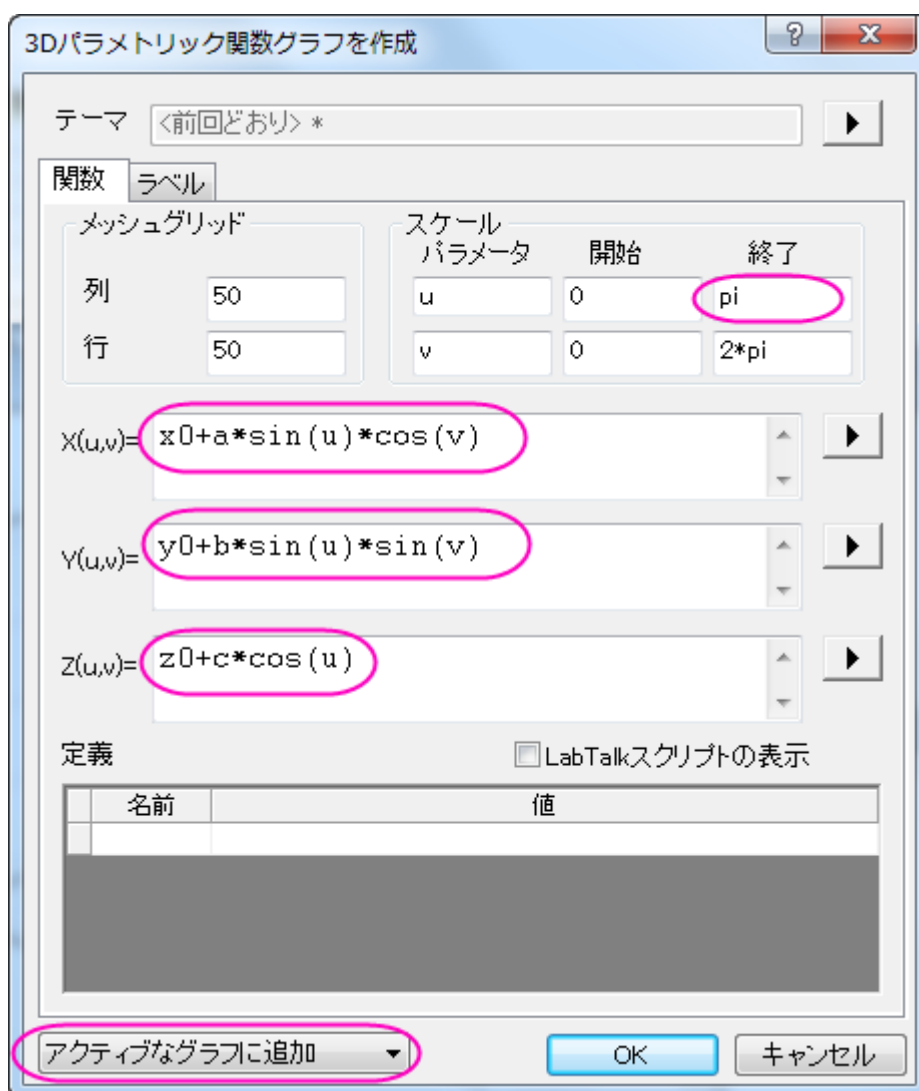 3Dパラメトリック関数グラフを作成
テーマ <前回どおり> *
関数 ラベル
メッシュグリッド スケール
パラメータ 開始 終了
列 50 u 0 pi
行 50 v 0 2*pi
X(u,v)= x0+a*sin(u)*cos(v)
Y(u,v)= y0+b*sin(u)*sin(v)
Z(u,v)= z0+c*cos(u)
定義 LabTalkスクリプトの表示
名前 値
アクティブなグラフに追加 OK キャンセル